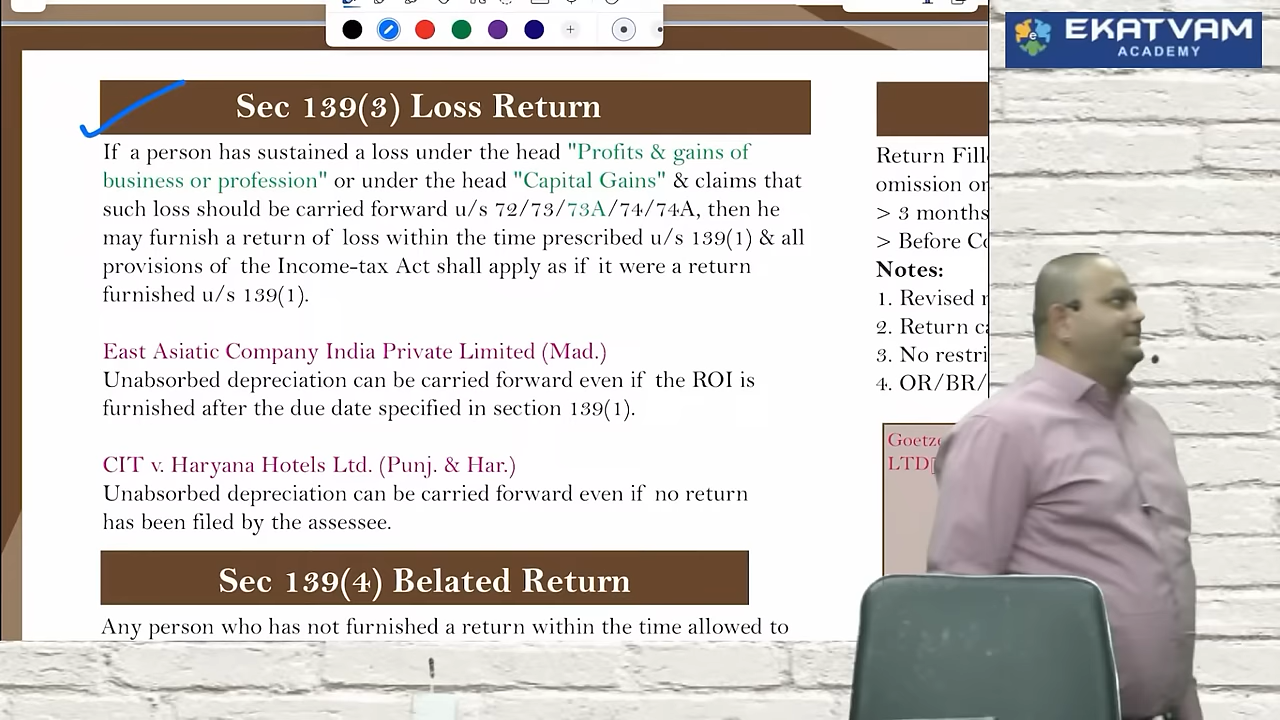 EKATVAM
ACADEMY
Sec 139(3) Loss Return
If a person has sustained a loss under the head "Profits & gains of
business or profession" or under the head "Capital Gains" & claims that
such loss should be carried forward u/s 72/73/73A/74/74A, then he
may furnish a return of loss within the time prescribed u/s 139(1) & all
provisions of the Income-tax Act shall apply as if it were a return
furnished u/s 139(1).
East Asiatic Company India Private Limited (Mad.)
Unabsorbed depreciation can be carried forward even if the ROI is
furnished after the due date specified in section 139(1).
CIT v. Haryana Hotels Ltd. (Punj. & Har.)
Unabsorbed depreciation can be carried forward even if no return
has been filed by the assessee.
Sec 139(4) Belated Return
Any person who has not furnished a return within the time allowed to
Return
omission
> 3 months
> Before
Notes:
1. Revised
2. Return
3. No
4. OR/BR/
LTD[